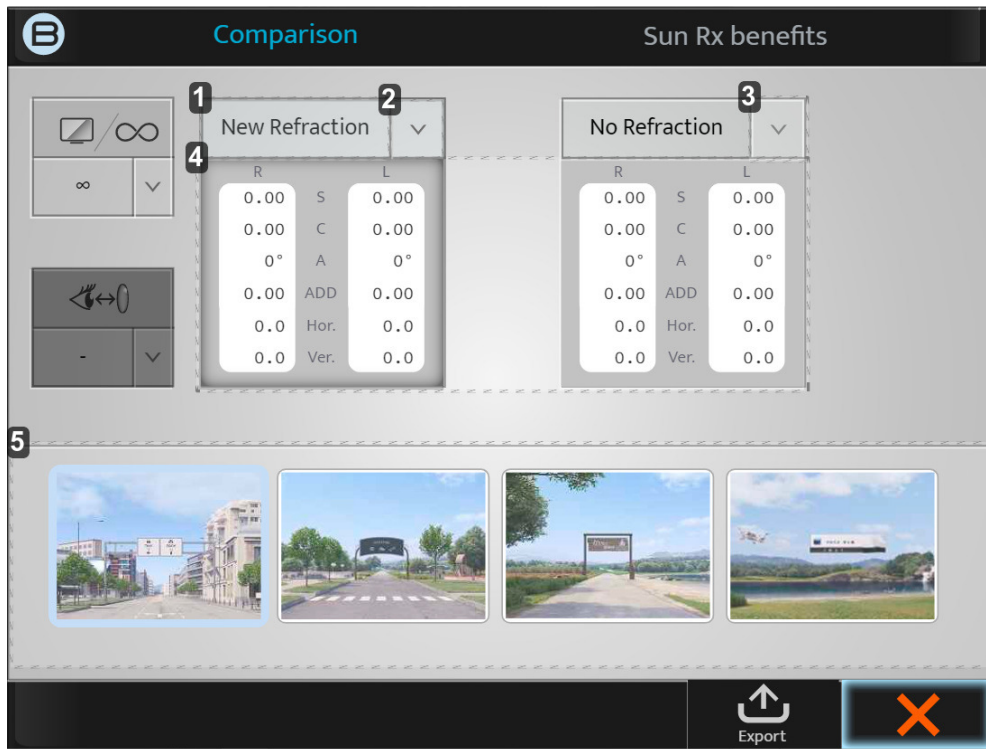 B Comparison Sun Rx benefits
1 2 3
New Refraction No Refraction
/∞
4
R L R L
∞ 0.00 S 0.00 0.00 S 0.00
0.00 C 0.00 0.00 C 0.00
0° A 0° 0° A 0°
0.00 ADD 0.00 0.00 ADD 0.00
0.0 Hor. 0.0 0.0 Hor. 0.0
- 0.0 Ver. 0.0 0.0 Ver. 0.0
5
Export